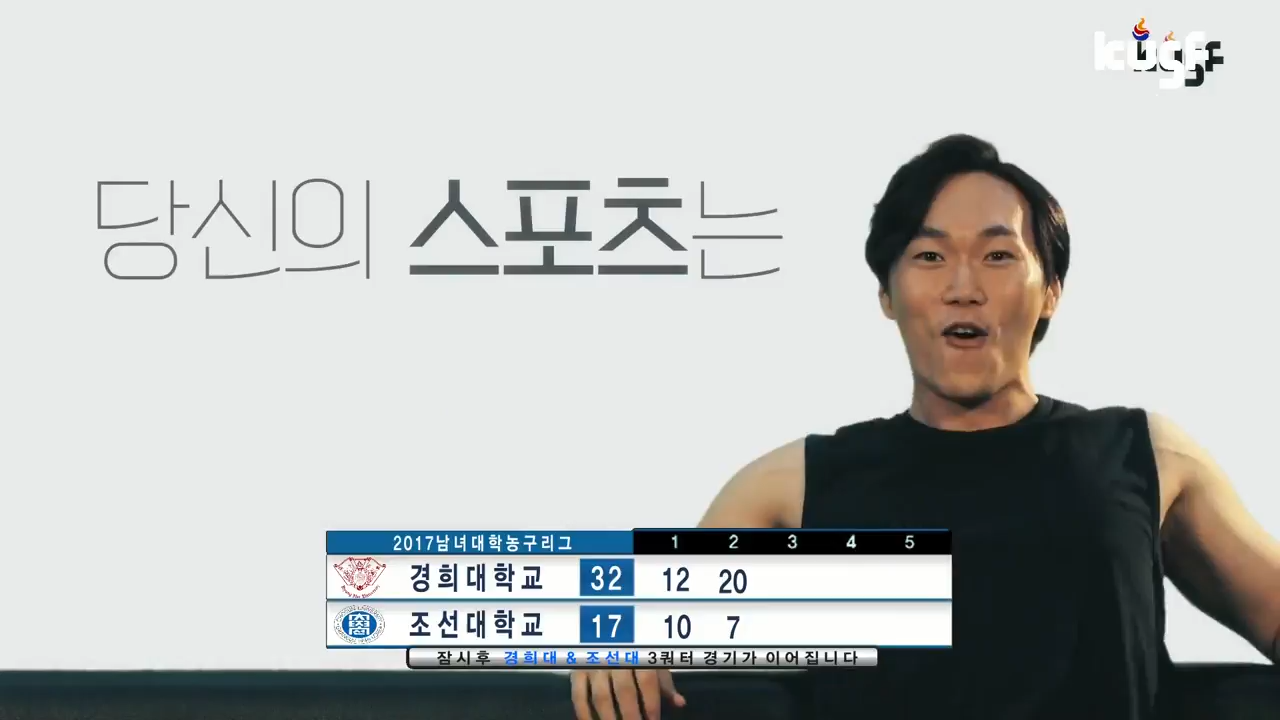 kusf
kusf
당신의 스포츠는
2017남녀대학농구리그 1 2 3 4 5
경희대학교 32 12 20
조선대학교 17 10 7
잠시후 경희대 & 조선대 3쿼터 경기가 이어집니다